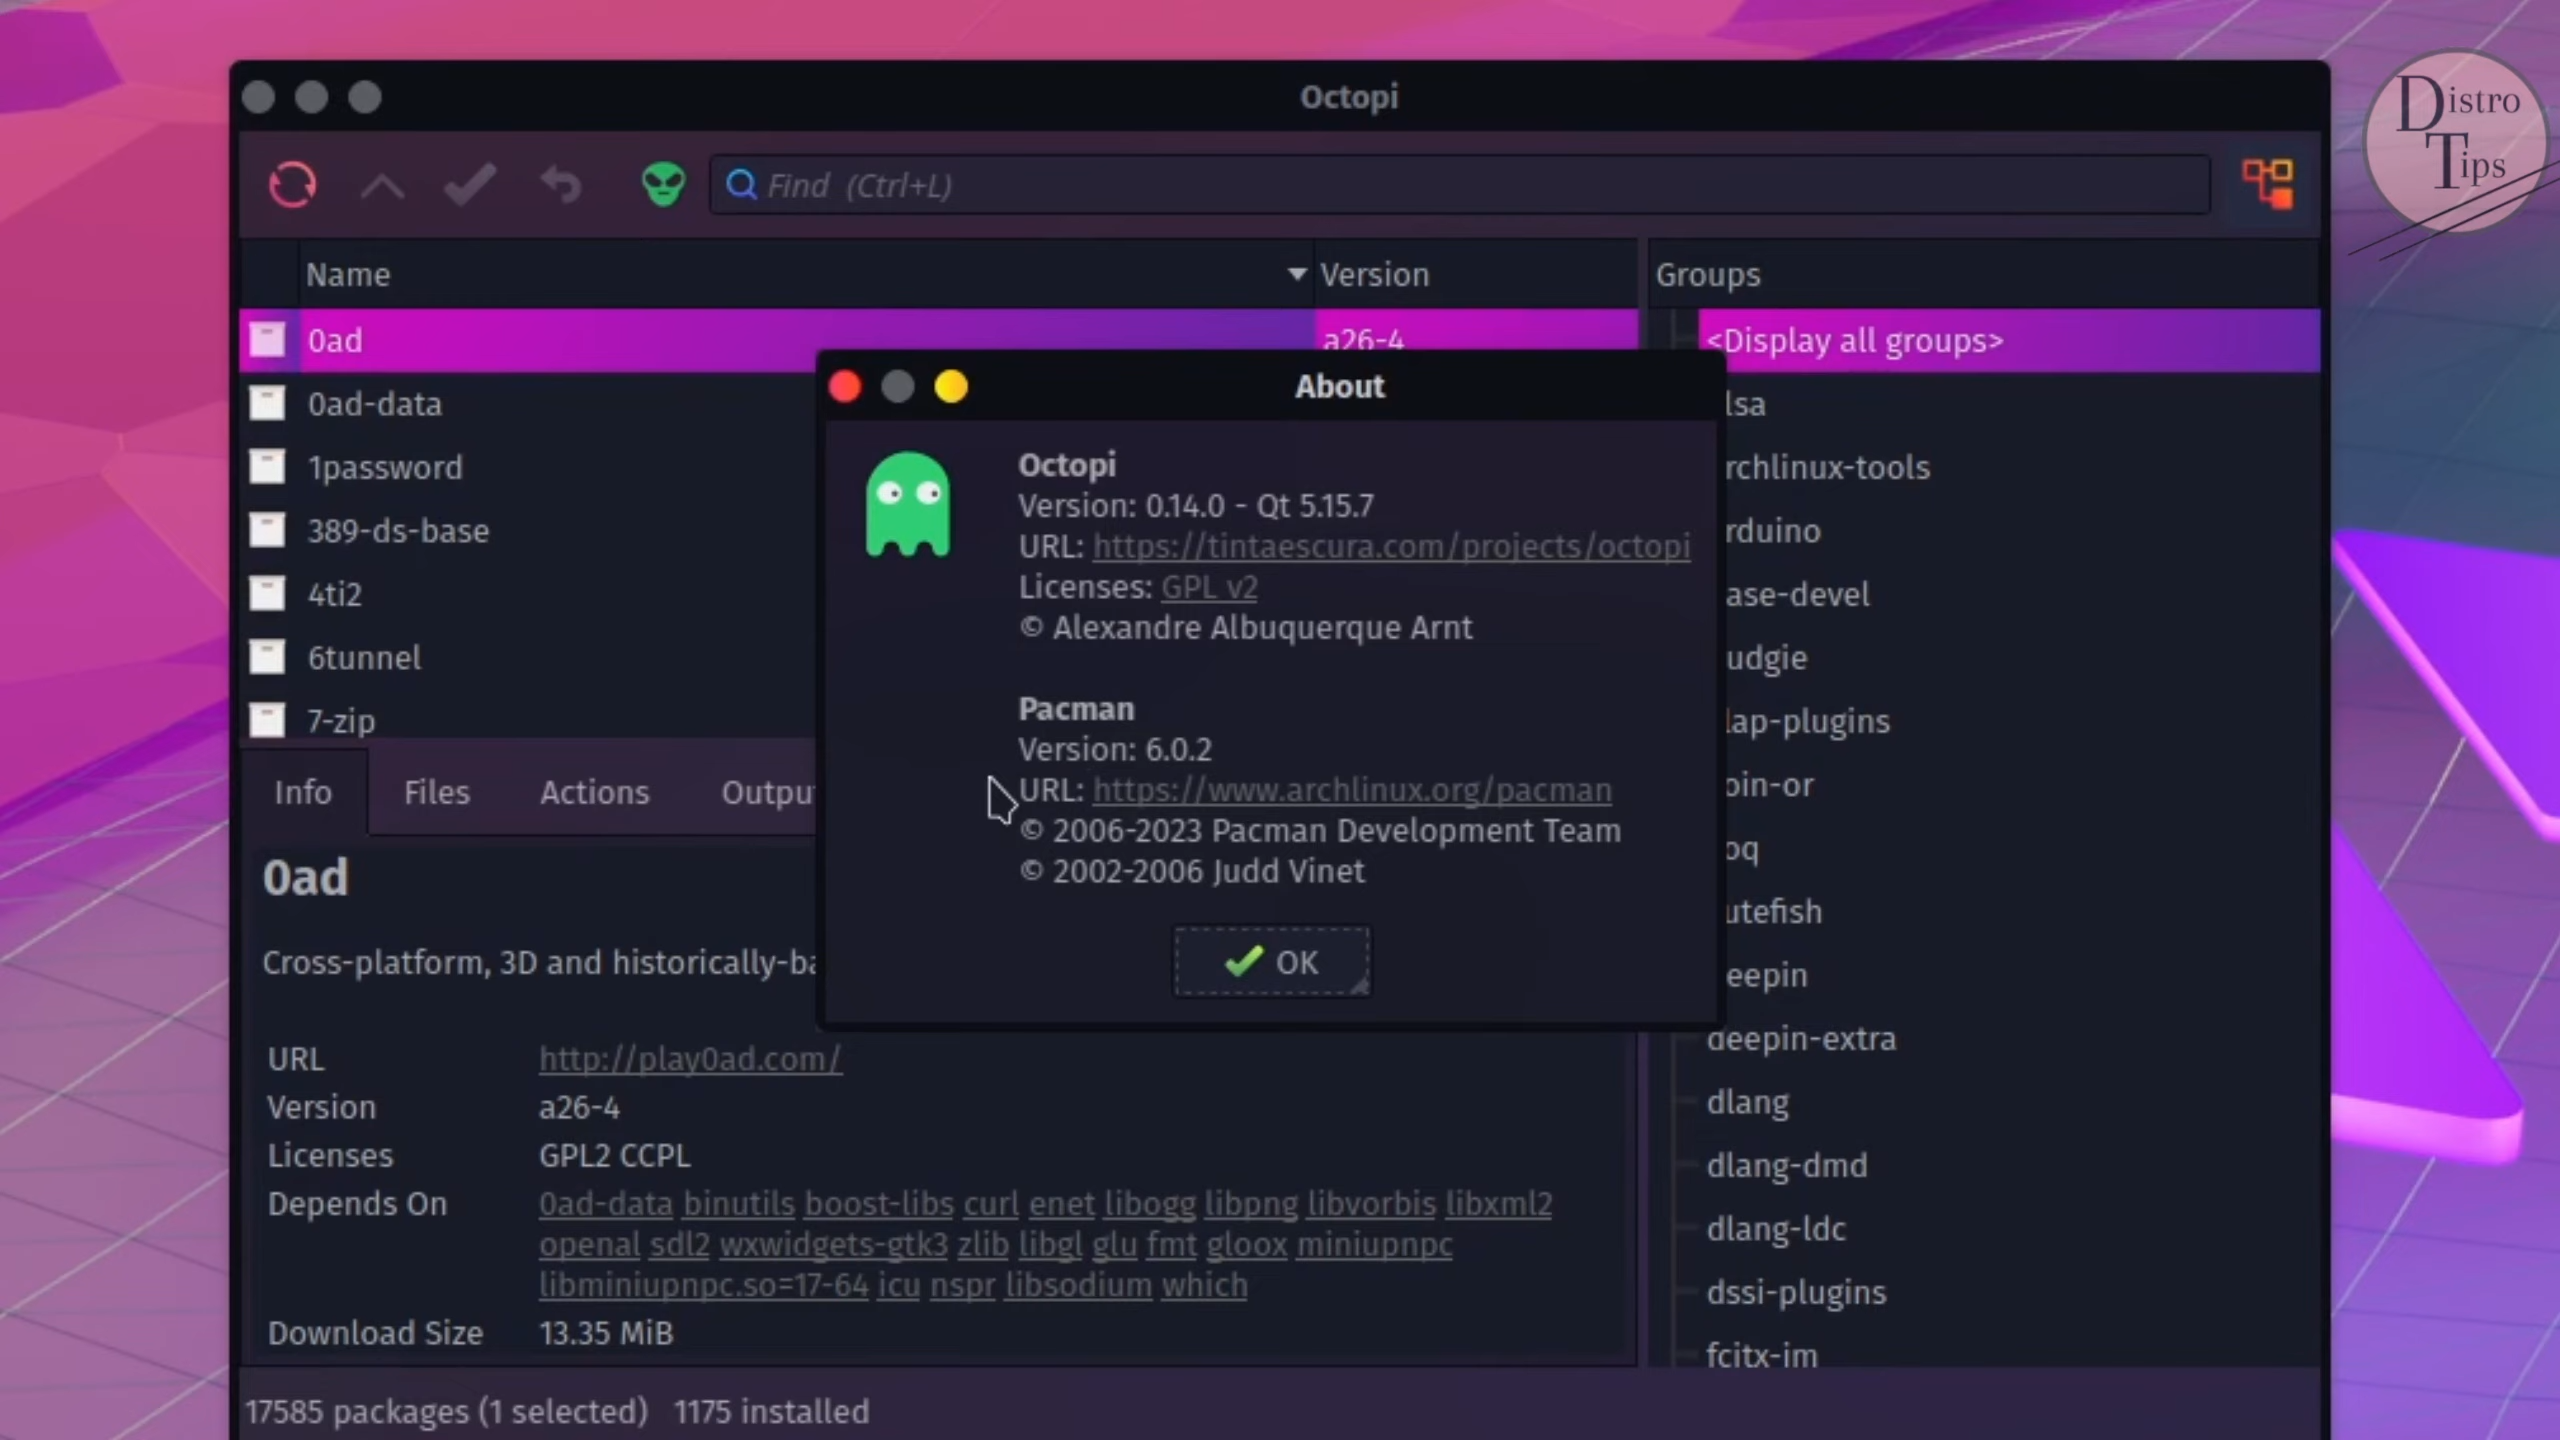 Octopi
Distro
Tips
Find (Ctrl+L)
Name
Version
Groups
0ad
a26-4
<Display all groups>
0ad-data
1password
389-ds-base
4ti2
6tunnel
7-zip
lsa
rchlinux-tools
rduino
ase-devel
udgie
lap-plugins
oin-or
oq
utefish
eepin
deepin-extra
dlang
dlang-dmd
dlang-ldc
dssi-plugins
fcitx-im
About
Octopi
Version: 0.14.0 - Qt 5.15.7
URL: https://tintaescura.com/projects/octopi
Licenses: GPL v2
© Alexandre Albuquerque Arnt
Pacman
Version: 6.0.2
URL: https://www.archlinux.org/pacman
© 2006-2023 Pacman Development Team
© 2002-2006 Judd Vinet
OK
Info
Files
Actions
Outpu
0ad
Cross-platform, 3D and historically-ba
URL http://play0ad.com/
Version a26-4
Licenses GPL2 CCPL
Depends On 0ad-data binutils boost-libs curl enet libogg libpng libvorbis libxml2
openal sdl2 wxwidgets-gtk3 zlib libgl glu fmt gloox miniupnpc
libminiupnpc.so=17-64 icu nspr libsodium which
Download Size 13.35 MiB
17585 packages (1 selected) 1175 installed